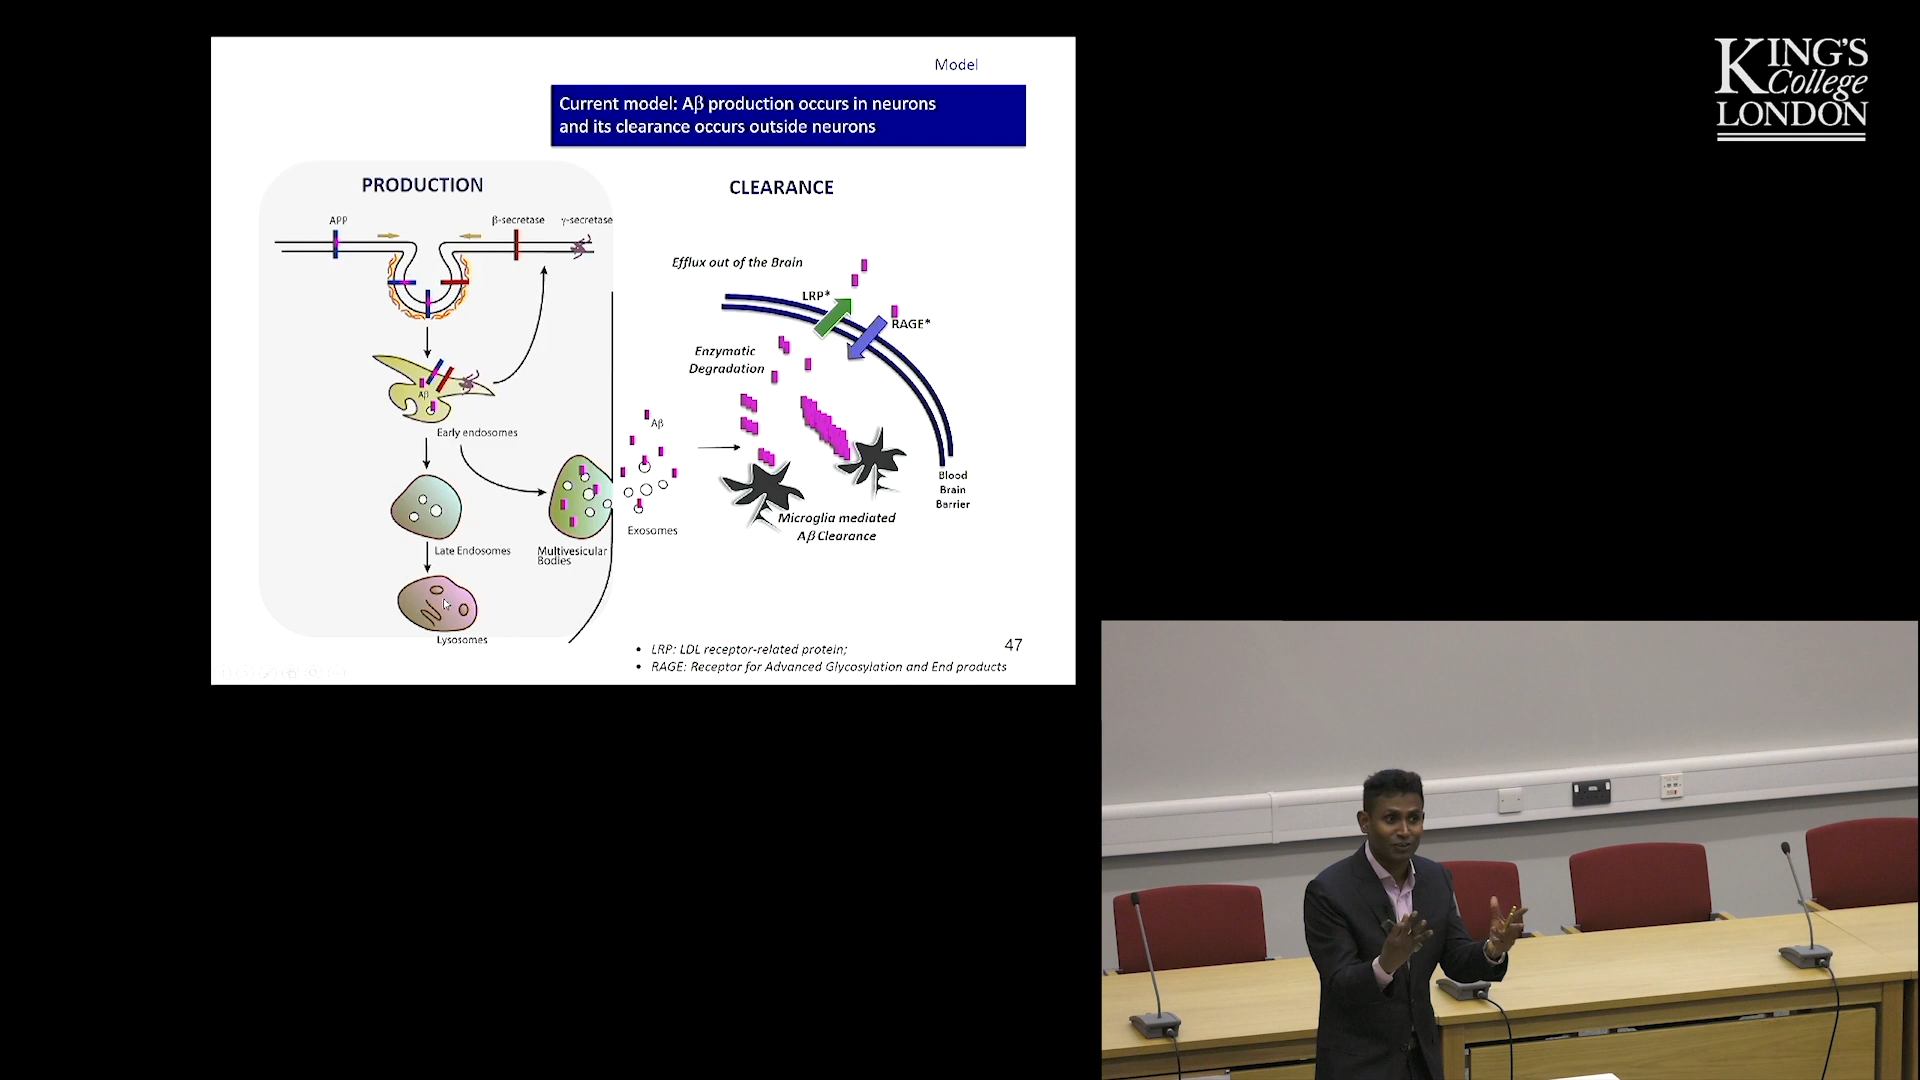 Model
Current model: Aβ production occurs in neurons
and its clearance occurs outside neurons
PRODUCTION
CLEARANCE
APP
β-secretase
γ-secretase
Aβ
Early endosomes
Late Endosomes
Lysosomes
Multivesicular
Bodies
Aβ
Exosomes
Efflux out of the Brain
LRP*
RAGE*
Enzymatic
Degradation
Microglia mediated
Aβ Clearance
Blood
Brain
Barrier
• LRP: LDL receptor-related protein;
• RAGE: Receptor for Advanced Glycosylation and End products
47
KING'S
College
LONDON